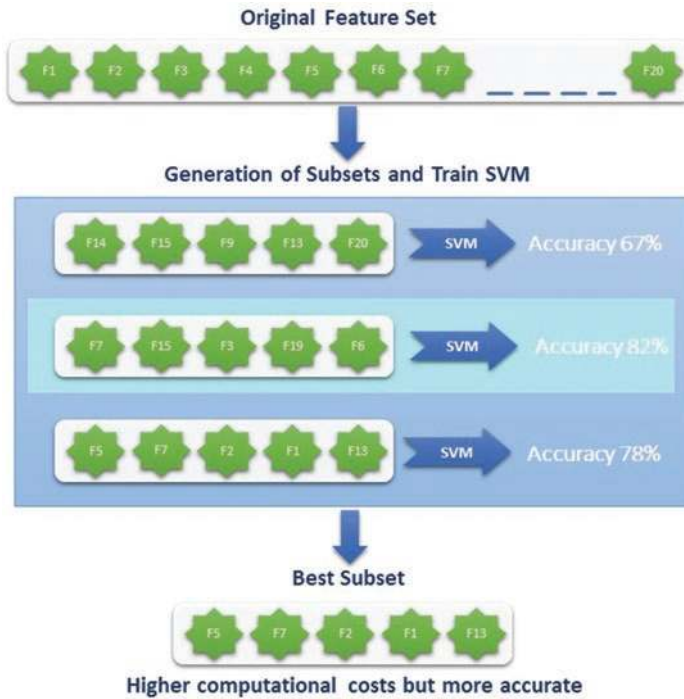 Original Feature Set
F1 F2 F3 F4 F5 F6 F7 F20
Generation of Subsets and Train SVM
F14 F15 F9 F13 F20 SVM Accuracy 67%
F7 F15 F3 F19 F6 SVM Accuracy 82%
F5 F7 F2 F1 F13 SVM Accuracy 78%
Best Subset
F5 F7 F2 F1 F13
Higher computational costs but more accurate